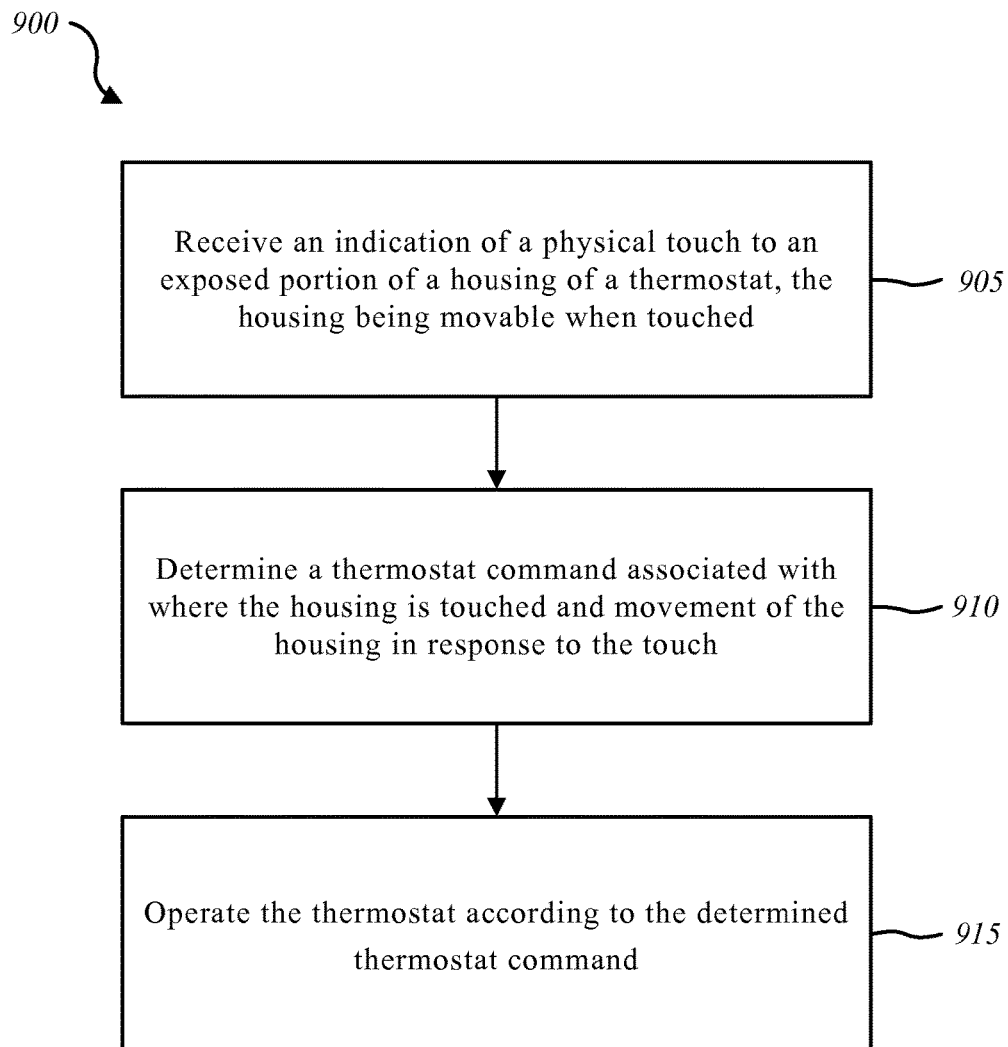 900
Receive an indication of a physical touch to an
exposed portion of a housing of a thermostat, the
housing being movable when touched
905
Determine a thermostat command associated with
where the housing is touched and movement of the
housing in response to the touch
910
Operate the thermostat according to the determined
thermostat command
915